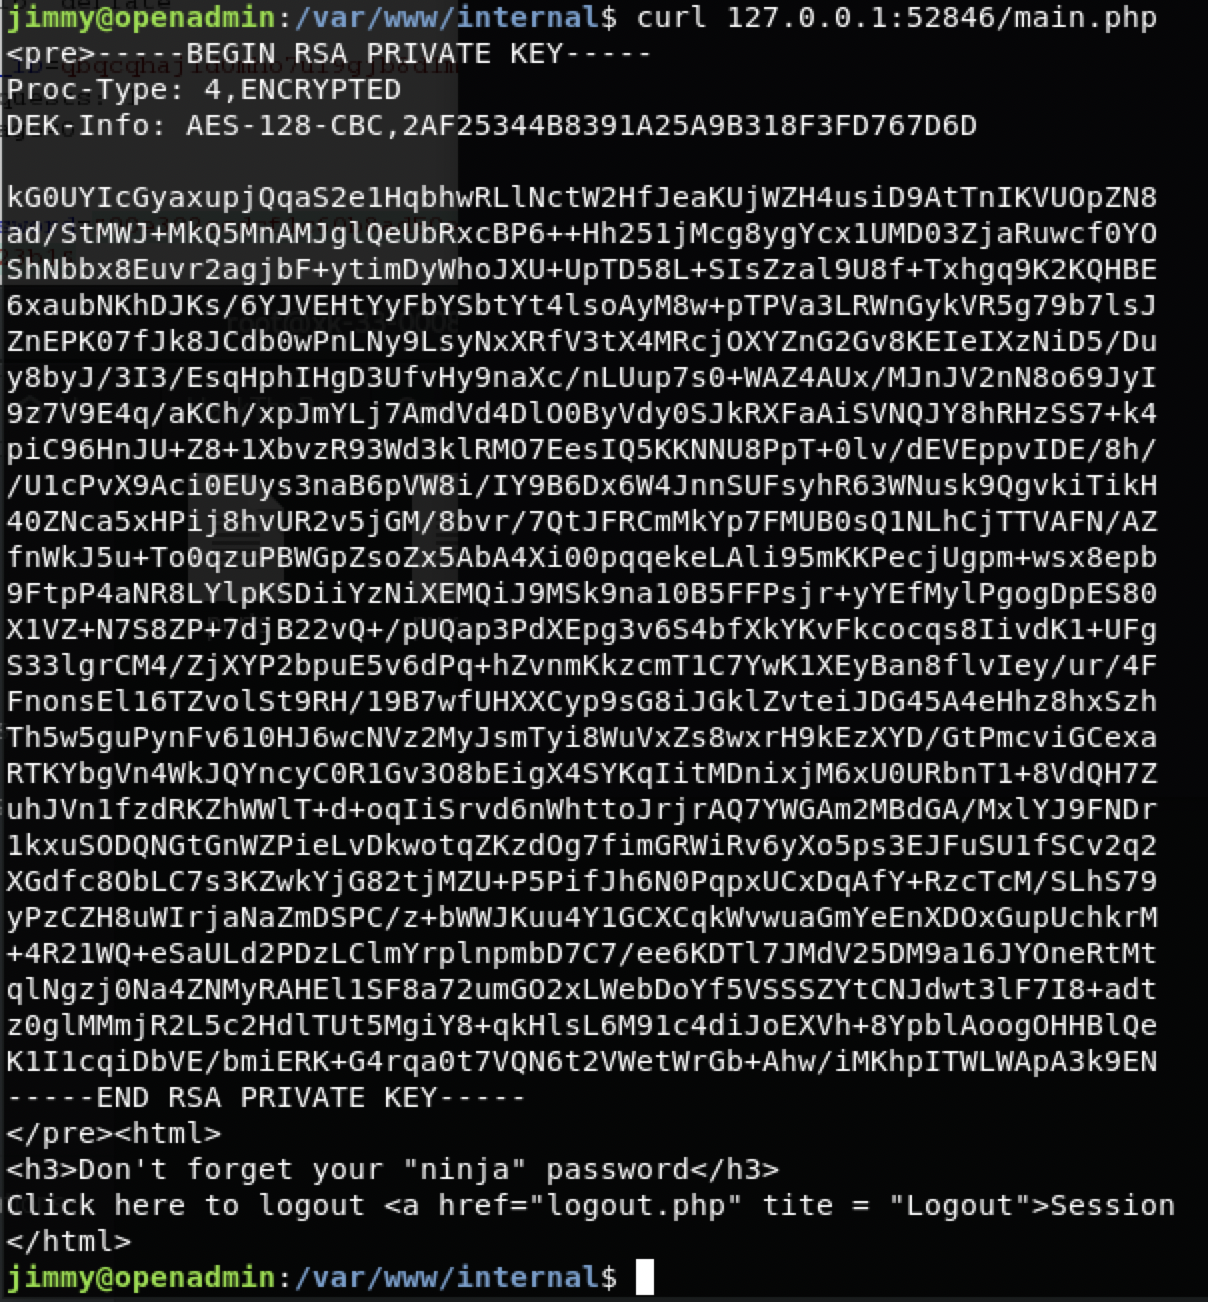 jimmy@openadmin:/var/www/internal$ curl 127.0.0.1:52846/main.php
<pre>-----BEGIN RSA PRIVATE KEY-----
Proc-Type: 4,ENCRYPTED
DEK-Info: AES-128-CBC,2AF25344B8391A25A9B318F3FD767D6D
kG0UYIcGyaxupjQqaS2e1HqbhwRLlNctW2HfJeaKUjWZH4usiD9AtTnIKVUOpZN8
ad/StMWJ+MkQ5MnAMJglQeUbRxcBP6++Hh251jMcg8ygYcx1UMD03ZjaRuwcf0YO
ShNbbx8Euvr2agjbF+ytimDyWhoJXU+UpTD58L+SIsZzal9U8f+Txhgq9K2KQHBE
6xaubNKhDJKs/6YJVEHtYyFbYSbtYt4lsoAyM8w+pTPVa3LRWnGykVR5g79b7lsJ
ZnEPK07fJk8JCdb0wPnLNy9LsyNxXRfV3tX4MRcjOXYZnG2Gv8KEIeIXzNiD5/Du
y8byJ/3I3/EsqHphIHgD3UfvHy9naXc/nLUup7s0+WAZ4AUx/MJnJV2nN8o69JyI
9z7V9E4q/aKCh/xpJmYLj7AmdVd4DlO0ByVdy0SJkRXFaAiSVNQJY8hRHzSS7+k4
piC96HnJU+Z8+1XbvzR93Wd3klRMO7EesIQ5KKNNU8PpT+0lv/dEVEppvIDE/8h/
/U1cPvX9Aci0EUys3naB6pVW8i/IY9B6Dx6W4JnnSUFsyhR63WNusk9QgvkiTikH
40ZNca5xHPij8hvUR2v5jGM/8bvr/7QtJFRCmMkYp7FMUB0sQ1NLhCjTTVAFN/AZ
fnWkJ5u+To0qzuPBWGpZsoZx5AbA4Xi00pqqekeLAli95mKKPecjUgpm+wsx8epb
9FtpP4aNR8LYlpKSDiiYzNiXEMQiJ9MSk9na10B5FFPsjr+yYEfMylPgogDpES80
X1VZ+N7S8ZP+7djB22vQ+/pUQap3PdXEpg3v6S4bfXkYKvFkcocqs8IivdK1+UFg
S33lgrCM4/ZjXYP2bpuE5v6dPq+hZvnmKkzcmT1C7YwK1XEyBan8flvIey/ur/4F
FnonsEl16TZvolSt9RH/19B7wfUHXXCyp9sG8iJGklZvteiJDG45A4eHhz8hxSzh
Th5w5guPynFv610HJ6wcNVz2MyJsmTyi8WuVxZs8wxrH9kEzXYD/GtPmcviGCexa
RTKYbgVn4WkJQYncyC0R1Gv3O8bEigX4SYKqIitMDnixjM6xU0URbnT1+8VdQH7Z
uhJVn1fzdRKZhWWlT+d+oqIiSrvd6nWhttoJrjrAQ7YWGAm2MBdGA/MxlYJ9FNDr
1kxuSODQNGtGnWZPieLvDkwotqZKzdOg7fimGRWiRv6yXo5ps3EJFuSU1fSCv2q2
XGdfc8ObLC7s3KZwkYjG82tjMZU+P5PifJh6N0PqpxUCxDqAfY+RzcTcM/SLhS79
yPzCZH8uWIrjaNaZmDSPC/z+bWWJKuu4Y1GCXCqkWvwuaGmYeEnXDOxGupUchkrM
+4R21WQ+eSaULd2PDzLClmYrplnpmbD7C7/ee6KDTl7JMdV25DM9a16JYOneRtMt
qlNgzj0Na4ZNMyRAHEl1SF8a72umGO2xLWebDoYf5VSSSZYtCNJdwt3lF7I8+adt
z0glMMmjR2L5c2HdlTUt5MgiY8+qkHlsL6M91c4diJoEXVh+8YpblAoogOHHBlQe
K1I1cqiDbVE/bmiERK+G4rqa0t7VQN6t2VWetWrGb+Ahw/iMKhpITWLWApA3k9EN
-----END RSA PRIVATE KEY-----
</pre><html>
<h3>Don't forget your "ninja" password</h3>
Click here to logout <a href="logout.php" tite = "Logout">Session
</html>
jimmy@openadmin:/var/www/internal$